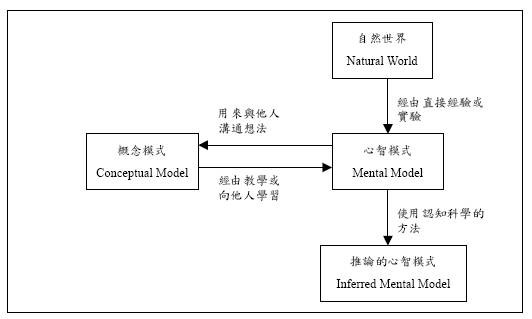 自然世界
Natural World
經由直接經驗或
實驗
用來與他人
溝通想法
概念模式
Conceptual Model
心智模式
Mental Model
經由教學或
向他人學習
使用認知科學的
方法
推論的心智模式
Inferred Mental Model